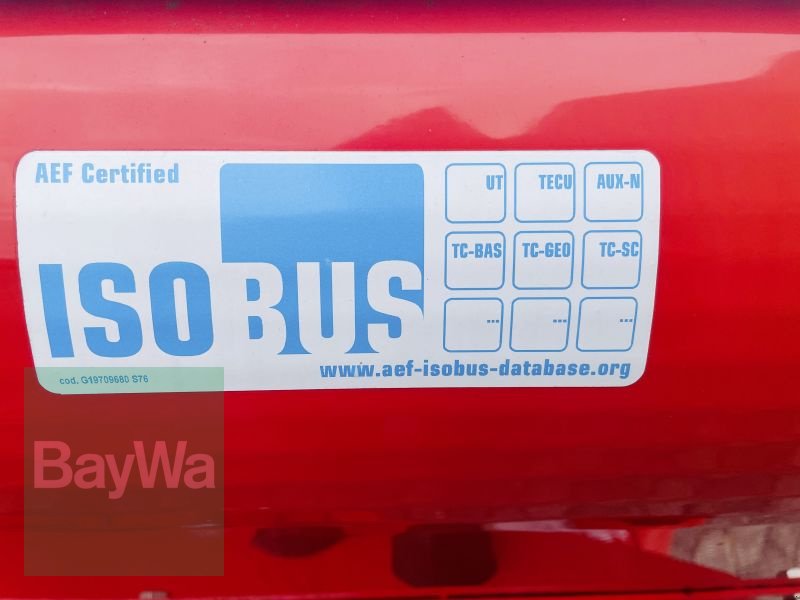 AEF Certified
ISOBUS
UT TECU AUX-N
TC-BAS TC-GEO TC-SC
... ... ...
www.aef-isobus-database.org
cod. G19709680 S76
BayWa